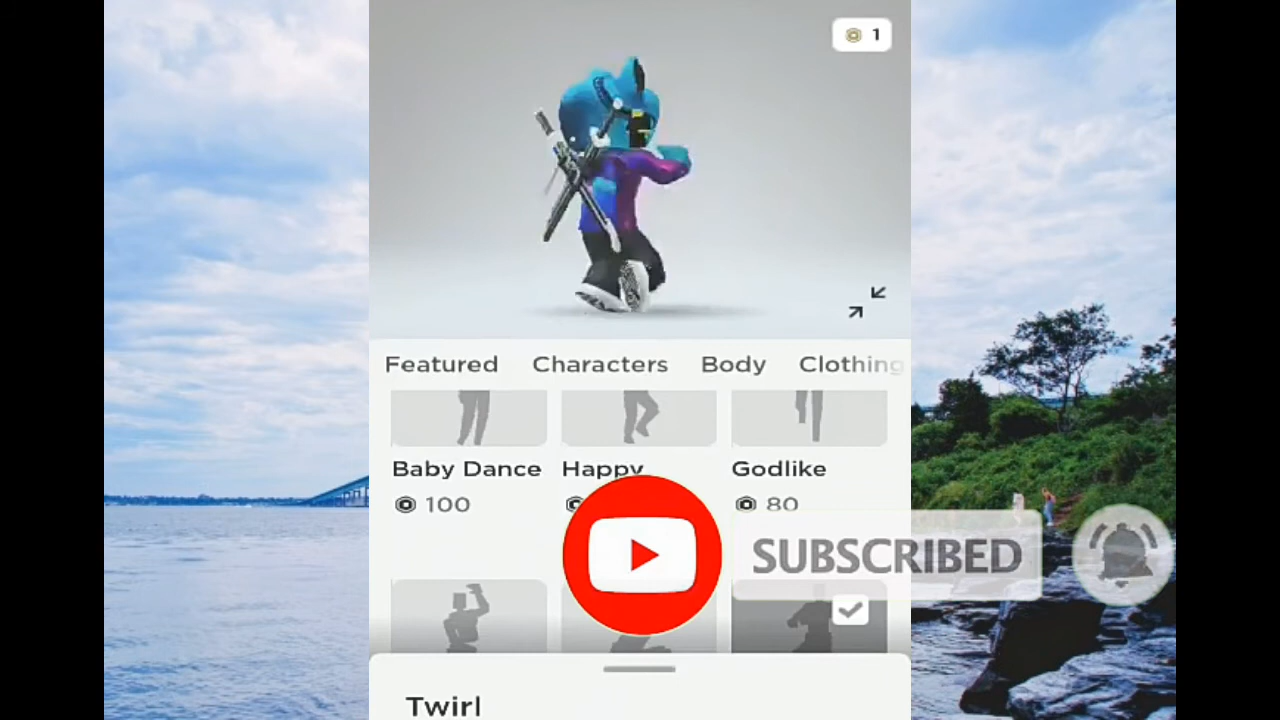 1
Featured Characters Body Clothing
Baby Dance Happy Godlike
100 80
SUBSCRIBED
Twirl